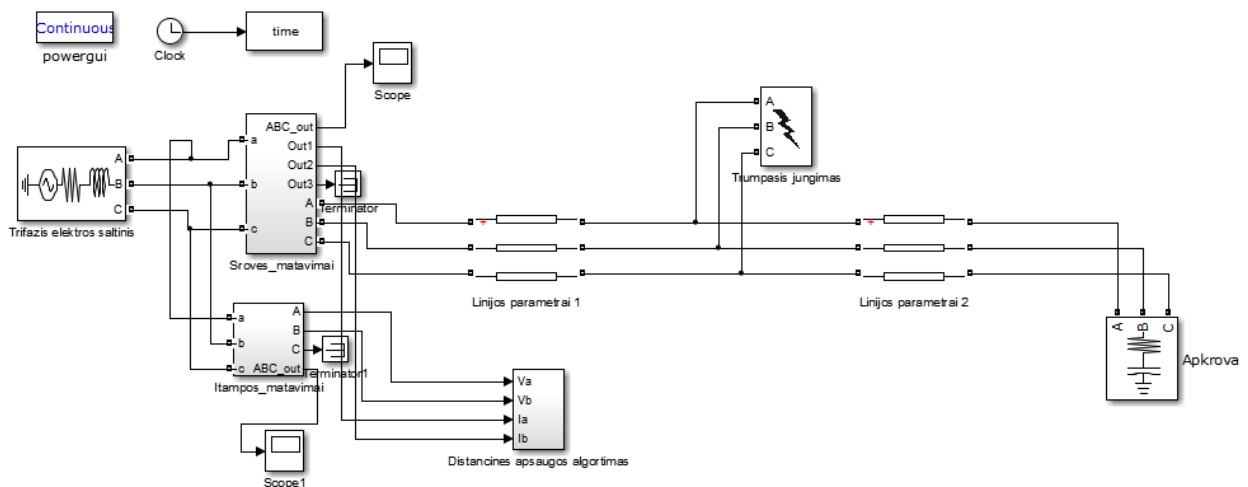 Continuous
powergui
Clock
time
Scope
A
B
C
Trifazis elektros saltinis
a
b
c
ABC_out
Out1
Out2
Out3
A
B
C
Sroves_matavimai
Terminator
A
B
C
Trumpasis jungimas
Linijos parametrai 1
Linijos parametrai 2
A
B
C
Apkrova
a
b
c
A
B
C
ABC_out
Itampos_matavimai
Terminator1
Scope1
Va
Vb
Ia
Ib
Distancines apsaugos algortimas